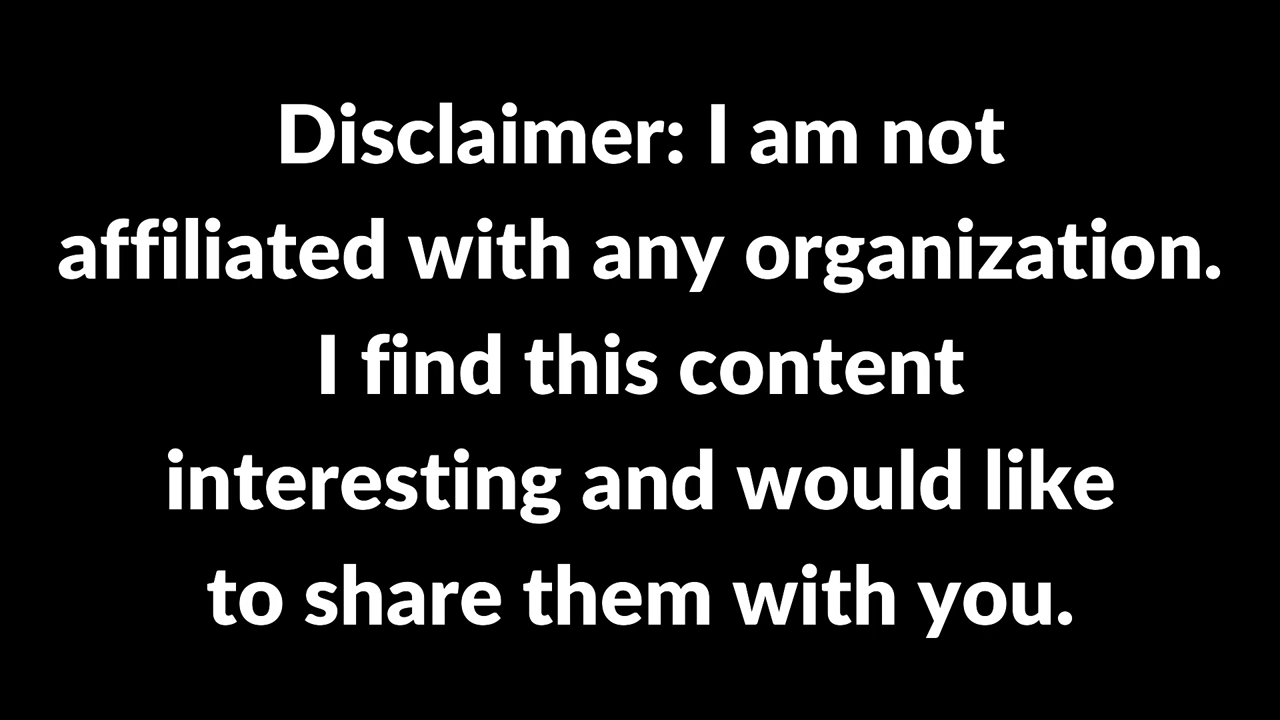 Disclaimer: I am not
affiliated with any organization.
I find this content
interesting and would like
to share them with you.